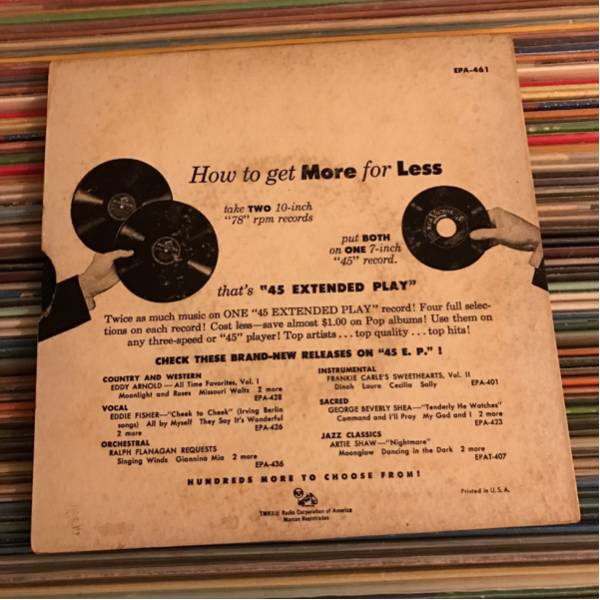 EPA-461
How to get More for Less
take TWO 10-inch
"78" rpm records
put BOTH
on ONE 7-inch
"45" record.
that's "45 EXTENDED PLAY"
Twice as much music on ONE "45 EXTENDED PLAY" record! Four full selec-
tions on each record! Cost less—save almost $1.00 on Pop albums! Use them on
any three-speed or "45" player! Top artists . . . top quality . . . top hits!
CHECK THESE BRAND-NEW RELEASES ON "45 E. P." !
COUNTRY AND WESTERN
EDDY ARNOLD—All Time Favorites, Vol. I
Moonlight and Roses Missouri Waltz 2 more
EPA-428
VOCAL
EDDIE FISHER—"Cheek to Cheek" (Irving Berlin
songs) All by Myself They Say It's Wonderful
2 more EPA-426
ORCHESTRAL
RALPH FLANAGAN REQUESTS
Singing Winds Giannina Mia 2 more
EPA-436
INSTRUMENTAL
FRANKIE CARLE'S SWEETHEARTS, Vol. II
Dinah Laura Cecilia Sally EPA-401
SACRED
GEORGE BEVERLY SHEA—"Tenderly He Watches"
Command and I'll Pray My God and I 2 more
EPA-423
JAZZ CLASSICS
ARTIE SHAW—"Nightmare"
Moonglow Dancing in the Dark 2 more
EPAT-407
HUNDREDS MORE TO CHOOSE FROM!
TMKS ® Radio Corporation of America
Marcas Registradas
Printed in U. S. A.